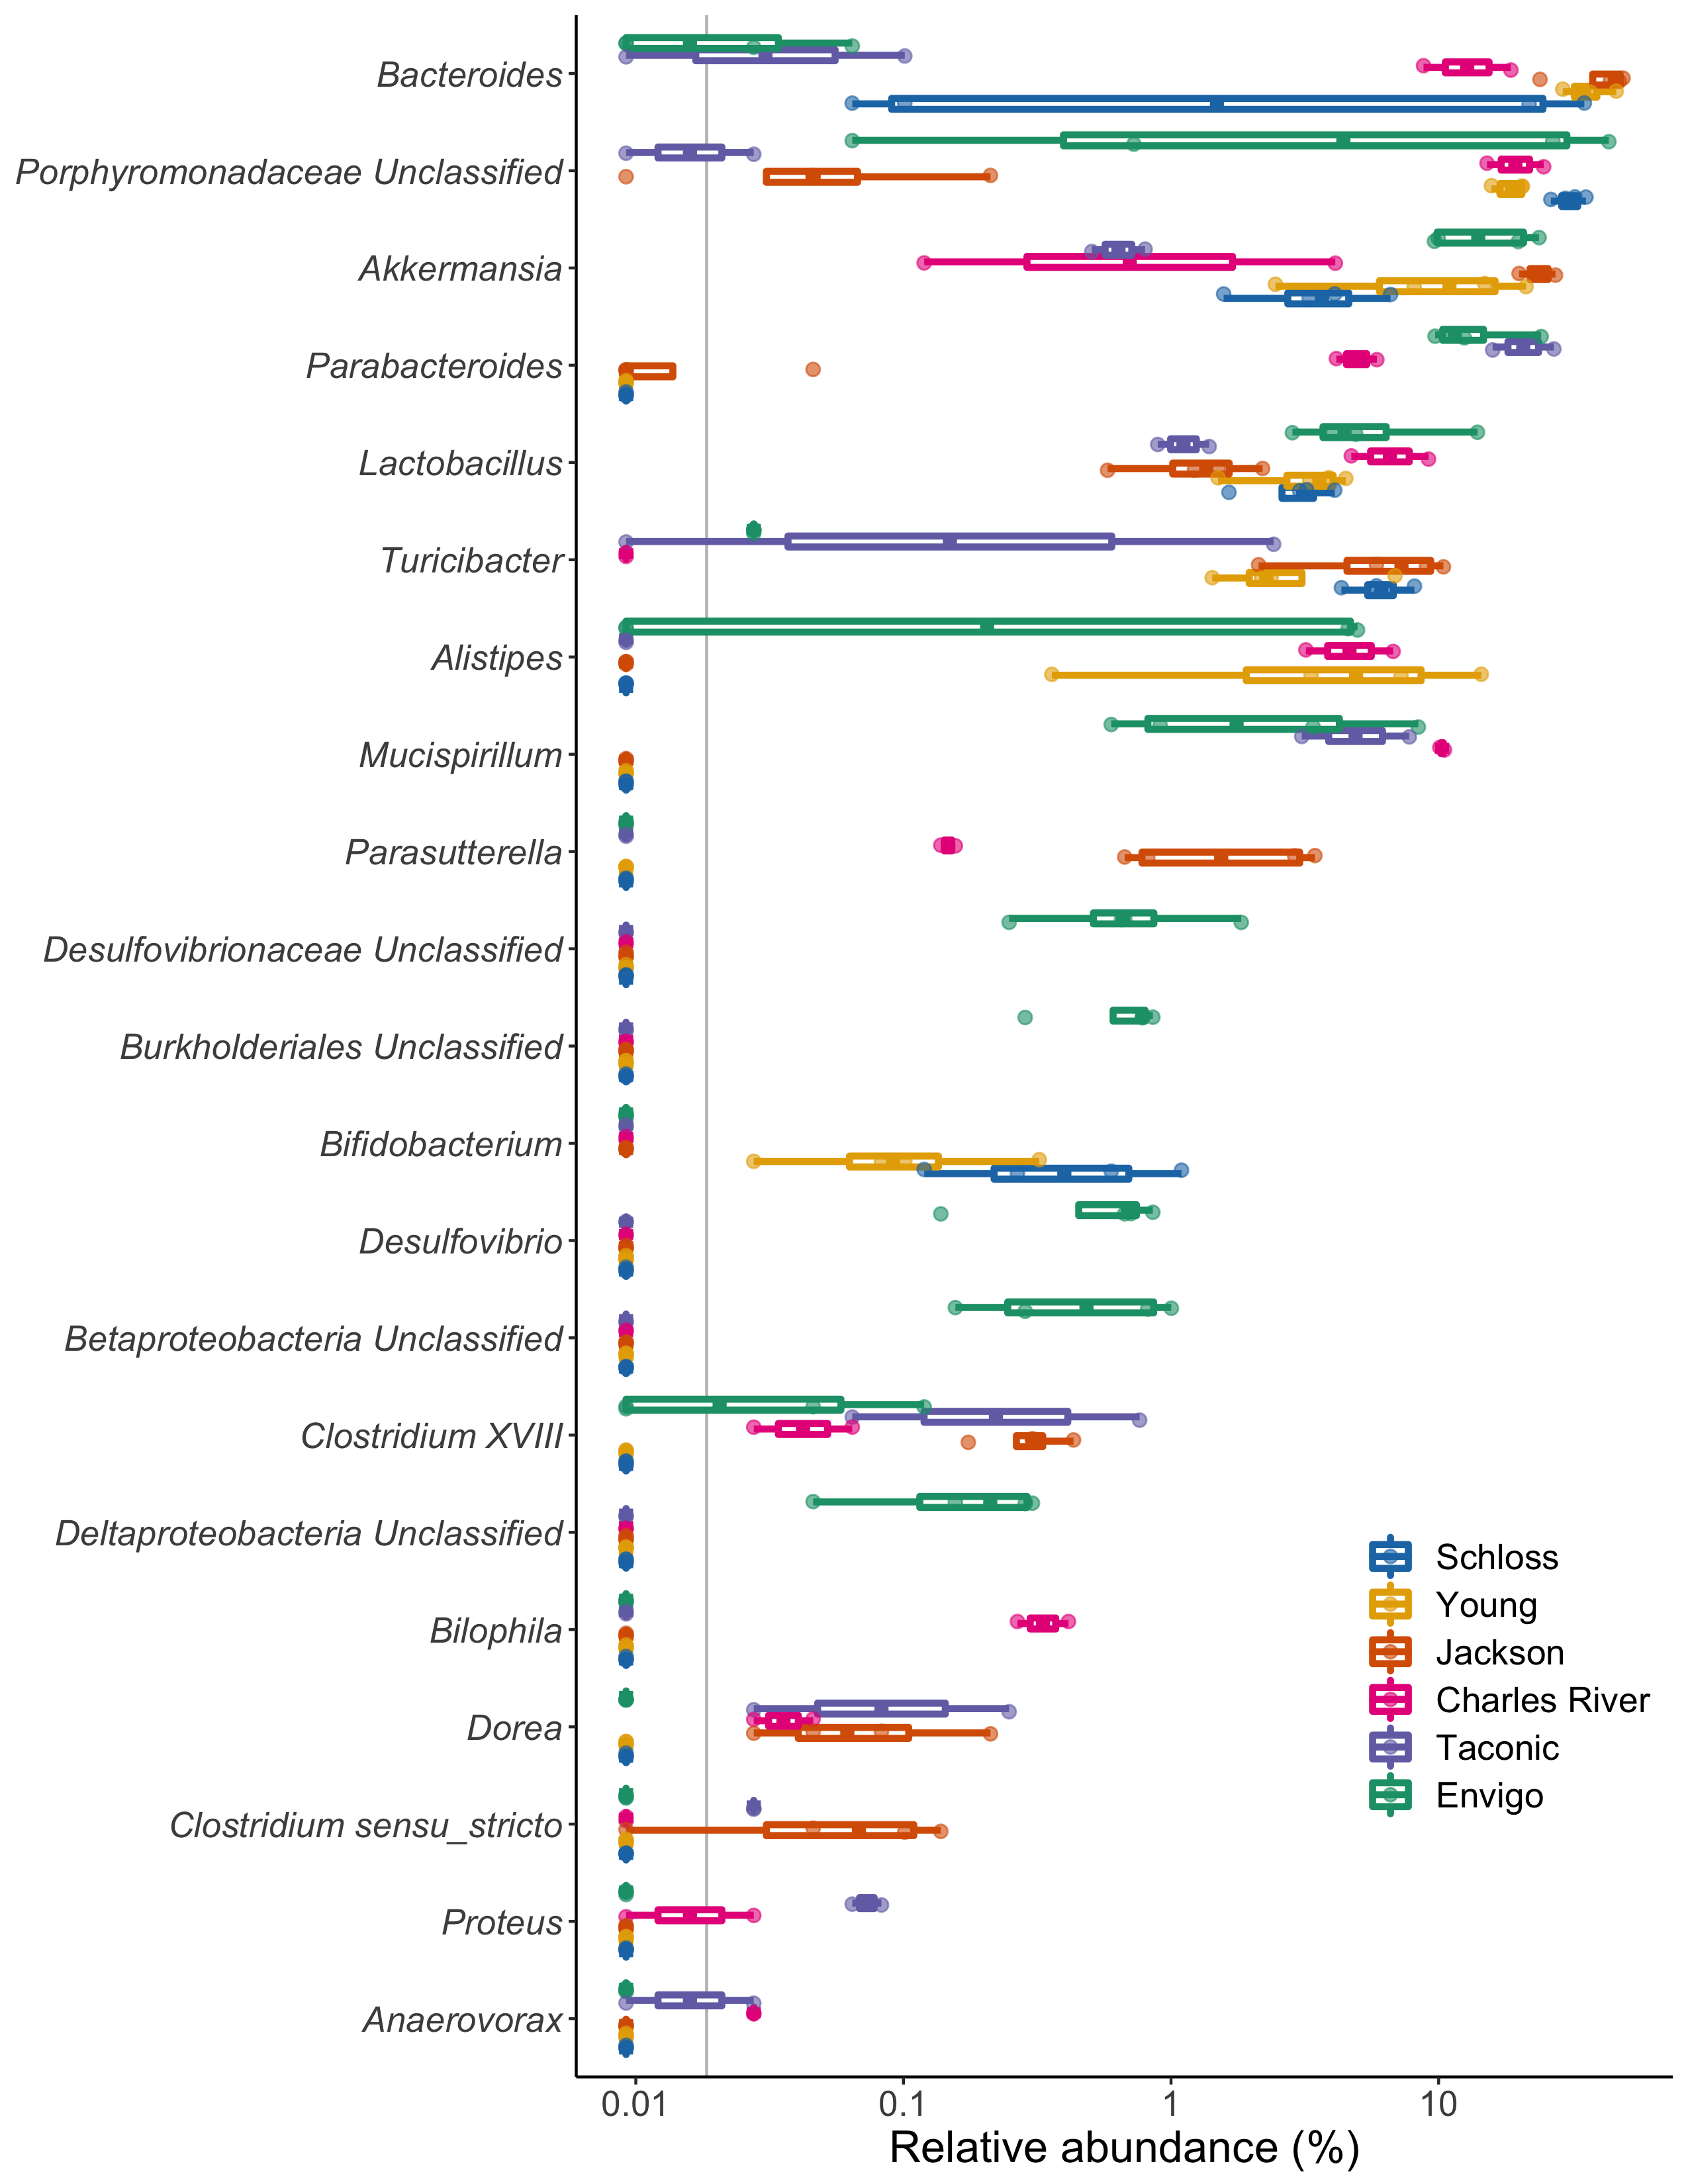 Bacteroides
Porphyromonadaceae Unclassified
Akkermansia
Parabacteroides
Lactobacillus
Turicibacter
Alistipes
Mucispirillum
Parasutterella
Desulfovibrionaceae Unclassified
Burkholderiales Unclassified
Bifidobacterium
Desulfovibrio
Betaproteobacteria Unclassified
Clostridium XVIII
Deltaproteobacteria Unclassified
Bilophila
Dorea
Clostridium sensu_stricto
Proteus
Anaerovorax
Schloss
Young
Jackson
Charles River
Taconic
Envigo
0.01 0.1 1 10
Relative abundance (%)